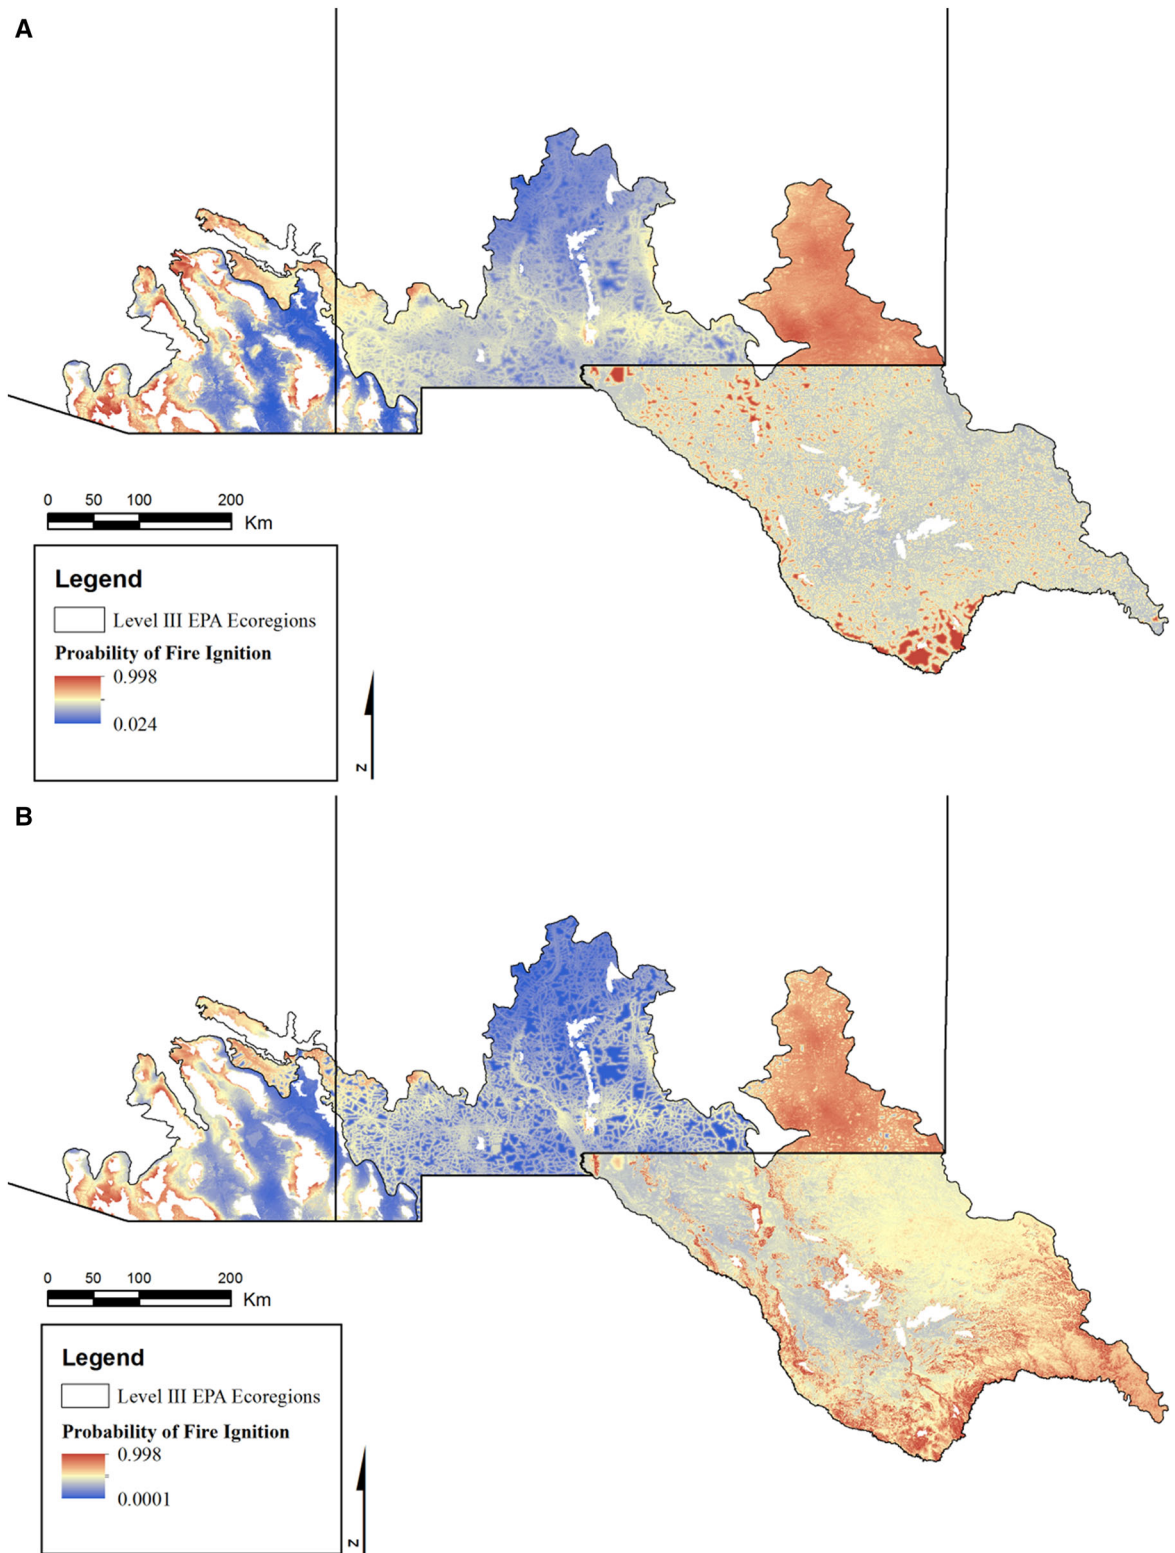 A
0 50 100 200
Km
Legend
Level III EPA Ecoregions
Proability of Fire Ignition
0.998
0.024
N
B
0 50 100 200
Km
Legend
Level III EPA Ecoregions
Probability of Fire Ignition
0.998
0.0001
N